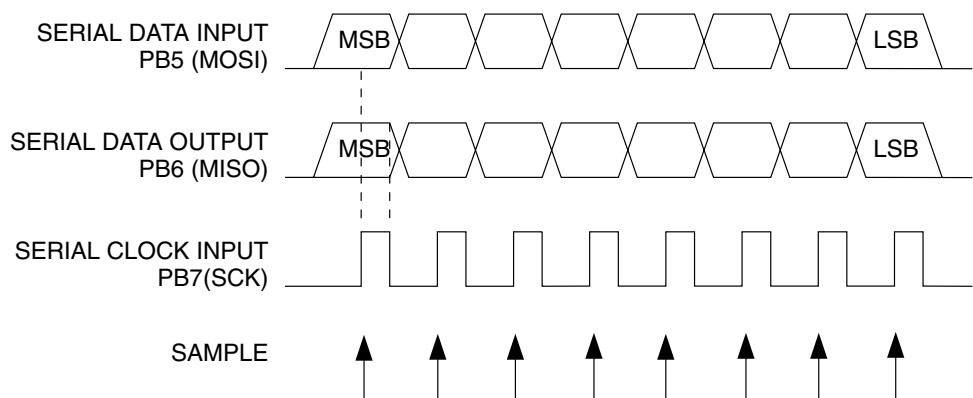 SERIAL DATA INPUT
PB5 (MOSI)
MSB
LSB
SERIAL DATA OUTPUT
PB6 (MISO)
MSB
LSB
SERIAL CLOCK INPUT
PB7(SCK)
SAMPLE